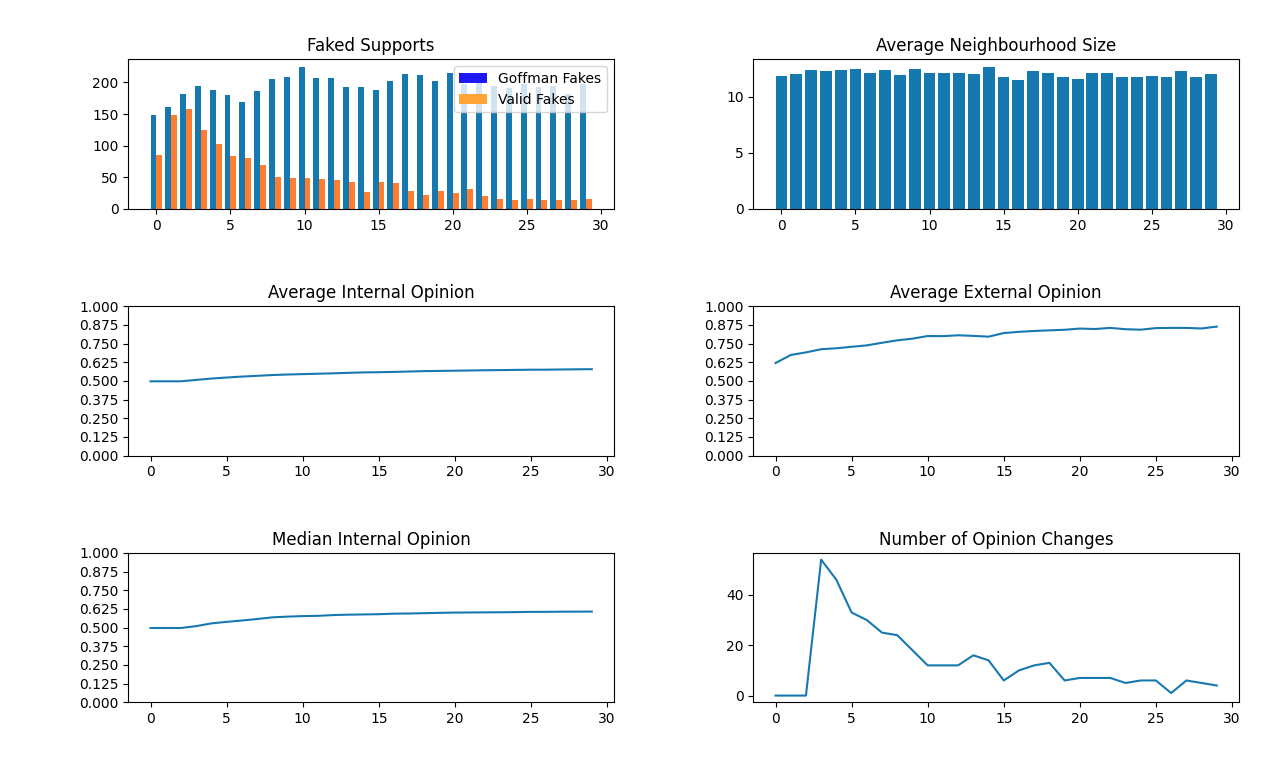 Faked Supports
Goffman Fakes
Valid Fakes
200
150
100
50
0
0 5 10 15 20 25 30
Average Neighbourhood Size
10
5
0
0 5 10 15 20 25 30
Average Internal Opinion
1.000
0.875
0.750
0.625
0.500
0.375
0.250
0.125
0.000
0 5 10 15 20 25 30
Average External Opinion
1.000
0.875
0.750
0.625
0.500
0.375
0.250
0.125
0.000
0 5 10 15 20 25 30
Median Internal Opinion
1.000
0.875
0.750
0.625
0.500
0.375
0.250
0.125
0.000
0 5 10 15 20 25 30
Number of Opinion Changes
40
20
0
0 5 10 15 20 25 30